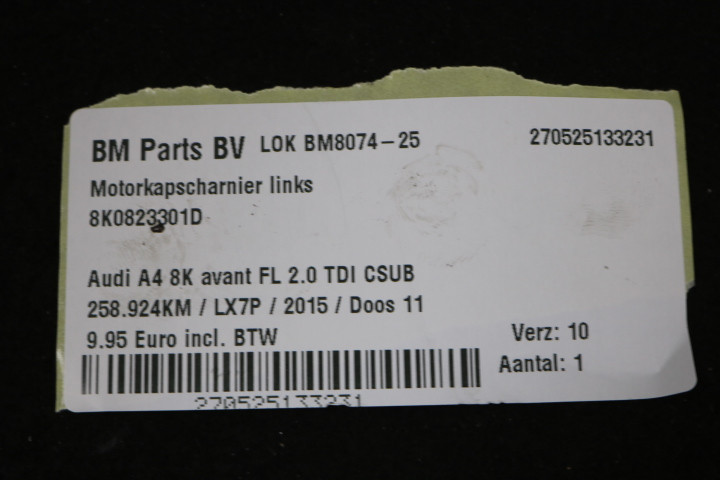 BM Parts BV LOK BM8074-25 270525133231
Motorkapscharnier links
8K0823301D
Audi A4 8K avant FL 2.0 TDI CSUB
258.924KM / LX7P / 2015 / Doos 11
9.95 Euro incl. BTW Verz: 10
Aantal: 1
270525133231